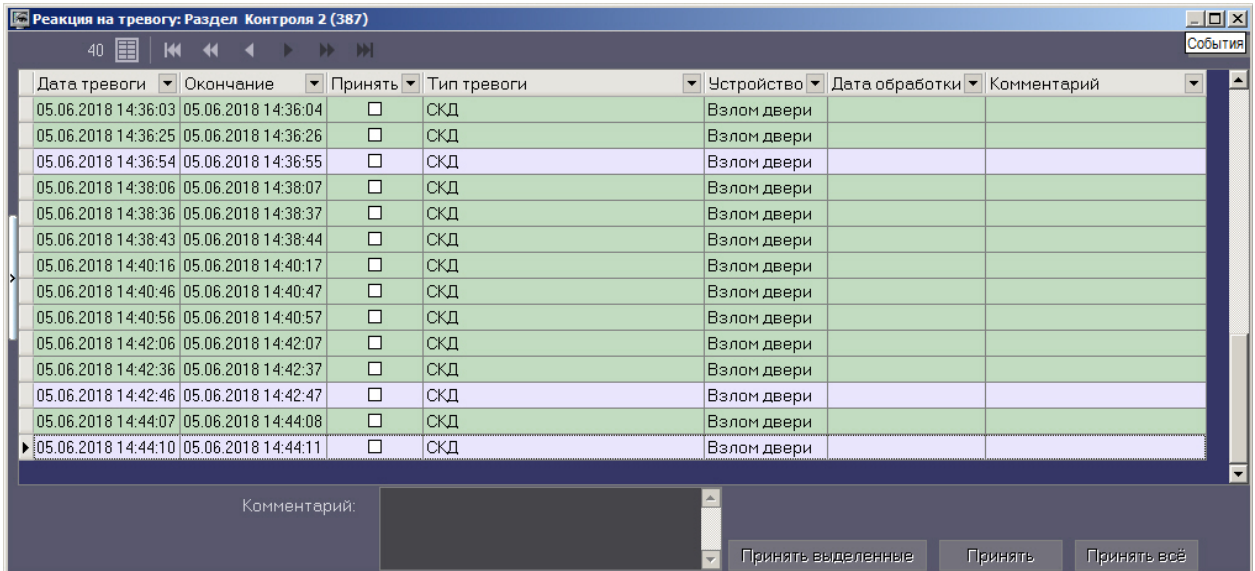 Реакция на тревогу: Раздел Контроля 2 (387)
40
События
Дата тревоги Окончание Принять Тип тревоги Устройство Дата обработки Комментарий
05.06.2018 14:36:03 05.06.2018 14:36:04 СКД Взлом двери
05.06.2018 14:36:25 05.06.2018 14:36:26 СКД Взлом двери
05.06.2018 14:36:54 05.06.2018 14:36:55 СКД Взлом двери
05.06.2018 14:38:06 05.06.2018 14:38:07 СКД Взлом двери
05.06.2018 14:38:36 05.06.2018 14:38:37 СКД Взлом двери
05.06.2018 14:38:43 05.06.2018 14:38:44 СКД Взлом двери
05.06.2018 14:40:16 05.06.2018 14:40:17 СКД Взлом двери
05.06.2018 14:40:46 05.06.2018 14:40:47 СКД Взлом двери
05.06.2018 14:40:56 05.06.2018 14:40:57 СКД Взлом двери
05.06.2018 14:42:06 05.06.2018 14:42:07 СКД Взлом двери
05.06.2018 14:42:36 05.06.2018 14:42:37 СКД Взлом двери
05.06.2018 14:42:46 05.06.2018 14:42:47 СКД Взлом двери
05.06.2018 14:44:07 05.06.2018 14:44:08 СКД Взлом двери
05.06.2018 14:44:10 05.06.2018 14:44:11 СКД Взлом двери
Комментарий:
Принять выделенные Принять Принять всё